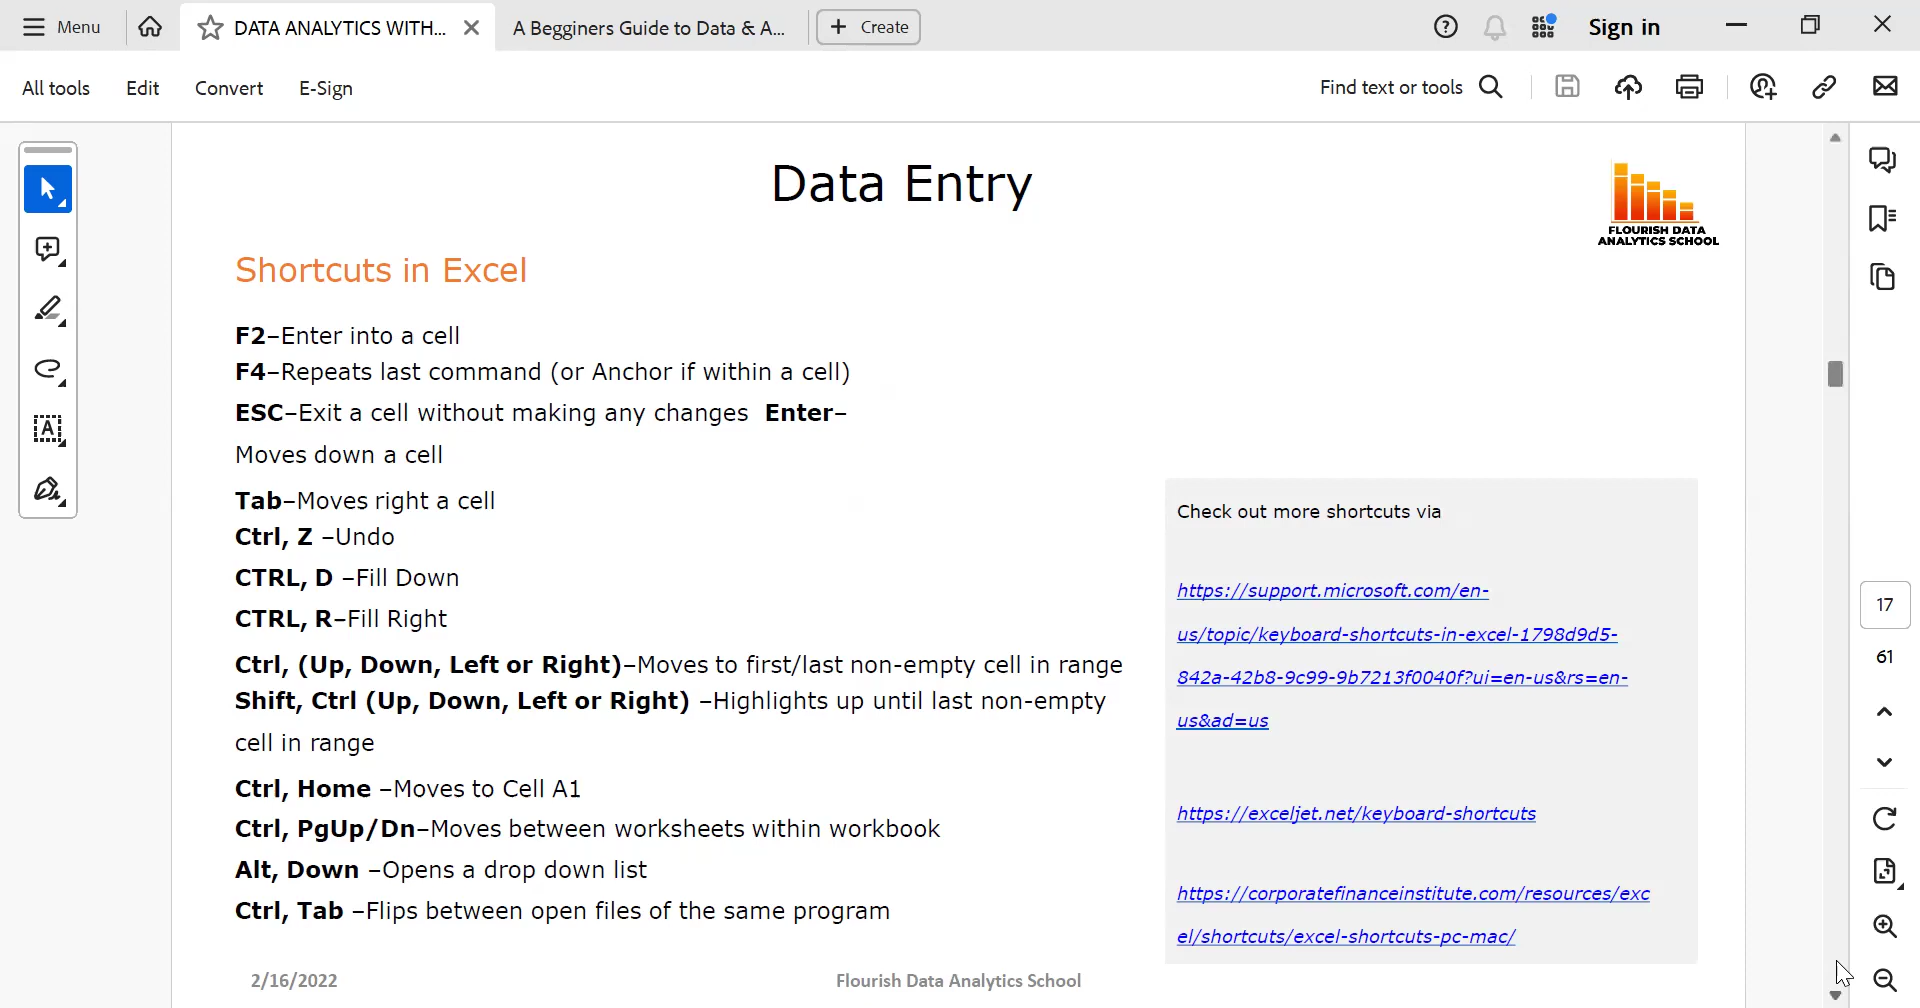 Menu
DATA ANALYTICS WITH...
A Begginers Guide to Data & A...
Create
Sign in
All tools
Edit
Convert
E-Sign
Find text or tools
Data Entry
FLOURISH DATA
ANALYTICS SCHOOL
Shortcuts in Excel
F2–Enter into a cell
F4–Repeats last command (or Anchor if within a cell)
ESC–Exit a cell without making any changes Enter–
Moves down a cell
Tab–Moves right a cell
Ctrl, Z –Undo
CTRL, D –Fill Down
CTRL, R–Fill Right
Ctrl, (Up, Down, Left or Right)–Moves to first/last non-empty cell in range
Shift, Ctrl (Up, Down, Left or Right) –Highlights up until last non-empty
cell in range
Ctrl, Home –Moves to Cell A1
Ctrl, PgUp/Dn–Moves between worksheets within workbook
Alt, Down –Opens a drop down list
Ctrl, Tab –Flips between open files of the same program
Check out more shortcuts via
https://support.microsoft.com/en-
us/topic/keyboard-shortcuts-in-excel-1798d9d5-
842a-42b8-9c99-9b7213f0040f?ui=en-us&rs=en-
us&ad=us
https://exceljet.net/keyboard-shortcuts
https://corporatefinanceinstitute.com/resources/exc
el/shortcuts/excel-shortcuts-pc-mac/
2/16/2022
Flourish Data Analytics School
17
61